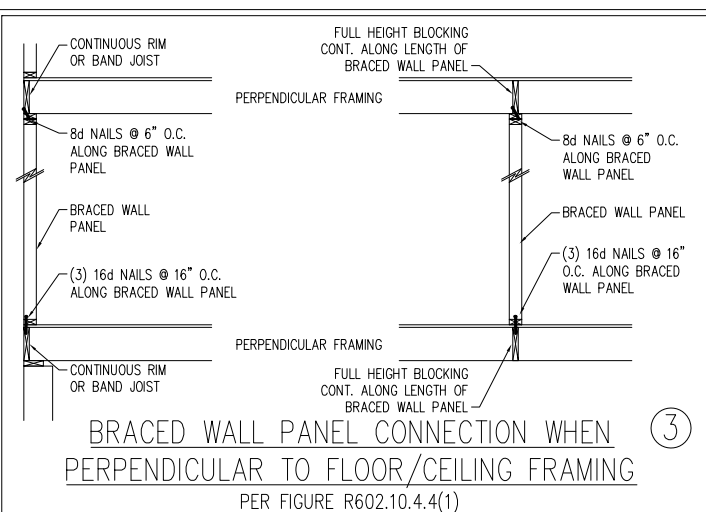 CONTINUOUS RIM
OR BAND JOIST
FULL HEIGHT BLOCKING
CONT. ALONG LENGTH OF
BRACED WALL PANEL
PERPENDICULAR FRAMING
8d NAILS @ 6" O.C.
ALONG BRACED WALL
PANEL
8d NAILS @ 6" O.C.
ALONG BRACED
WALL PANEL
BRACED WALL
PANEL
BRACED WALL PANEL
(3) 16d NAILS @ 16" O.C.
ALONG BRACED WALL PANEL
(3) 16d NAILS @ 16"
O.C. ALONG BRACED
WALL PANEL
PERPENDICULAR FRAMING
CONTINUOUS RIM
OR BAND JOIST
FULL HEIGHT BLOCKING
CONT. ALONG LENGTH OF
BRACED WALL PANEL
BRACED WALL PANEL CONNECTION WHEN
PERPENDICULAR TO FLOOR/CEILING FRAMING
3
PER FIGURE R602.10.4.4(1)